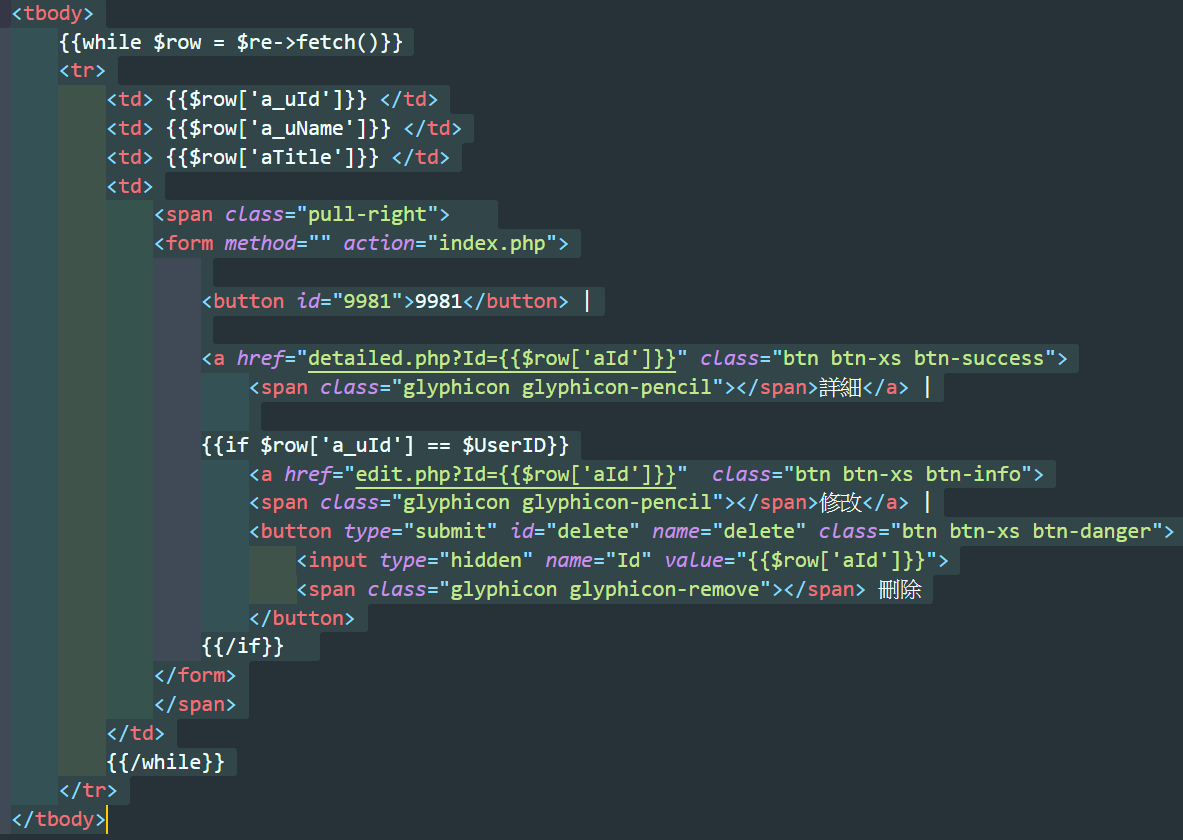 <tbody>
{{while $row = $re->fetch()}}
<tr>
<td> {{$row['a_uId']}} </td>
<td> {{$row['a_uName']}} </td>
<td> {{$row['aTitle']}} </td>
<td>
<span class="pull-right">
<form method="" action="index.php">
<button id="9981">9981</button> |
<a href="detailed.php?Id={{$row['aId']}}" class="btn btn-xs btn-success">
<span class="glyphicon glyphicon-pencil"></span>詳細</a> |
{{if $row['a_uId'] == $UserID}}
<a href="edit.php?Id={{$row['aId']}}"  class="btn btn-xs btn-info">
<span class="glyphicon glyphicon-pencil"></span>修改</a> |
<button type="submit" id="delete" name="delete" class="btn btn-xs btn-danger">
<input type="hidden" name="Id" value="{{$row['aId']}}">
<span class="glyphicon glyphicon-remove"></span> 刪除
</button>
{{/if}}
</form>
</span>
</td>
{{/while}}
</tr>
</tbody>